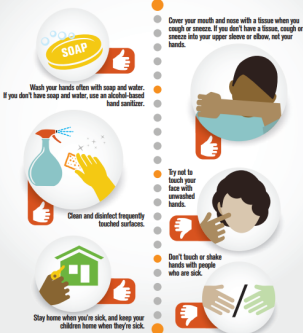 Cover your mouth and nose with a tissue when you
cough or sneeze. If you don't have a tissue, cough or
sneeze into your upper sleeve or elbow, not your
hands.
SOAP
Wash your hands often with soap and water.
If you don't have soap and water, use an alcohol-based
hand sanitizer.
Try not to
touch your
face with
unwashed
hands.
Clean and disinfect frequently
touched surfaces.
Don't touch or shake
hands with people
who are sick.
Stay home when you're sick, and keep your
children home when they're sick.